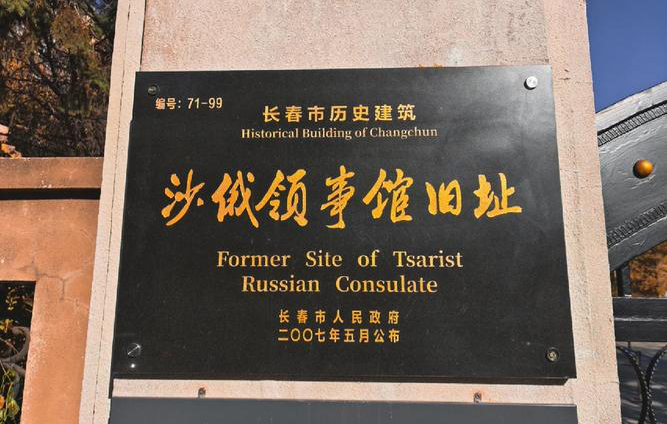 编号：71-99
长春市历史建筑
Historical Building of Changchun
沙俄领事馆旧址
Former Site of Tsarist
Russian Consulate
长春市人民政府
二〇〇七年五月公布